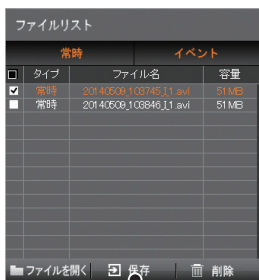 ファイルリスト
常時 イベント
タイプ ファイル名 容量
常時 20140509_103745_I_1.avi 51MB
常時 20140509_103846_I_1.avi 51MB
ファイルを開く 保存 削除